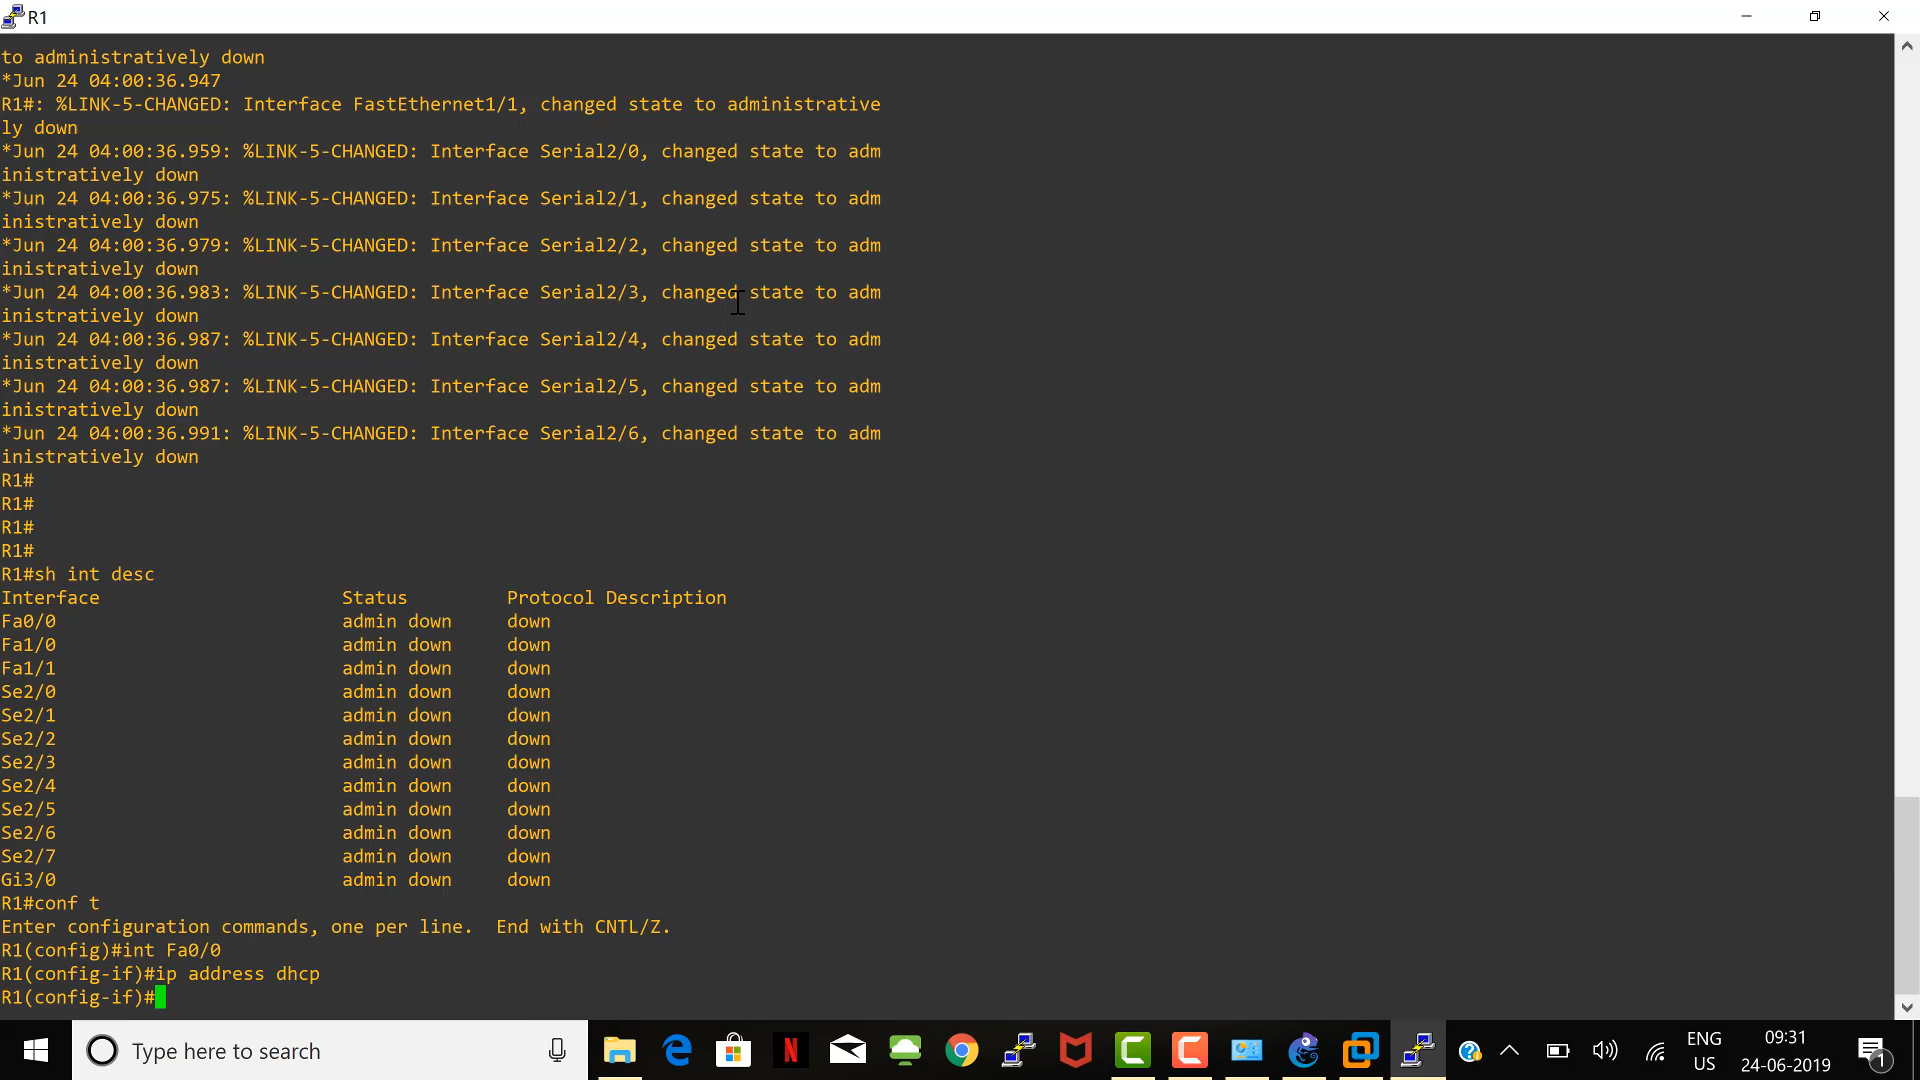 R1
to administratively down
*Jun 24 04:00:36.947
R1#: %LINK-5-CHANGED: Interface FastEthernet1/1, changed state to administrative
ly down
*Jun 24 04:00:36.959: %LINK-5-CHANGED: Interface Serial2/0, changed state to adm
inistratively down
*Jun 24 04:00:36.975: %LINK-5-CHANGED: Interface Serial2/1, changed state to adm
inistratively down
*Jun 24 04:00:36.979: %LINK-5-CHANGED: Interface Serial2/2, changed state to adm
inistratively down
*Jun 24 04:00:36.983: %LINK-5-CHANGED: Interface Serial2/3, changed state to adm
inistratively down
*Jun 24 04:00:36.987: %LINK-5-CHANGED: Interface Serial2/4, changed state to adm
inistratively down
*Jun 24 04:00:36.987: %LINK-5-CHANGED: Interface Serial2/5, changed state to adm
inistratively down
*Jun 24 04:00:36.991: %LINK-5-CHANGED: Interface Serial2/6, changed state to adm
inistratively down
R1#
R1#
R1#
R1#
R1#sh int desc
Interface Status Protocol Description
Fa0/0 admin down down
Fa1/0 admin down down
Fa1/1 admin down down
Se2/0 admin down down
Se2/1 admin down down
Se2/2 admin down down
Se2/3 admin down down
Se2/4 admin down down
Se2/5 admin down down
Se2/6 admin down down
Se2/7 admin down down
Gi3/0 admin down down
R1#conf t
Enter configuration commands, one per line. End with CNTL/Z.
R1(config)#int Fa0/0
R1(config-if)#ip address dhcp
R1(config-if)#
Type here to search
ENG
US
09:31
24-06-2019
1